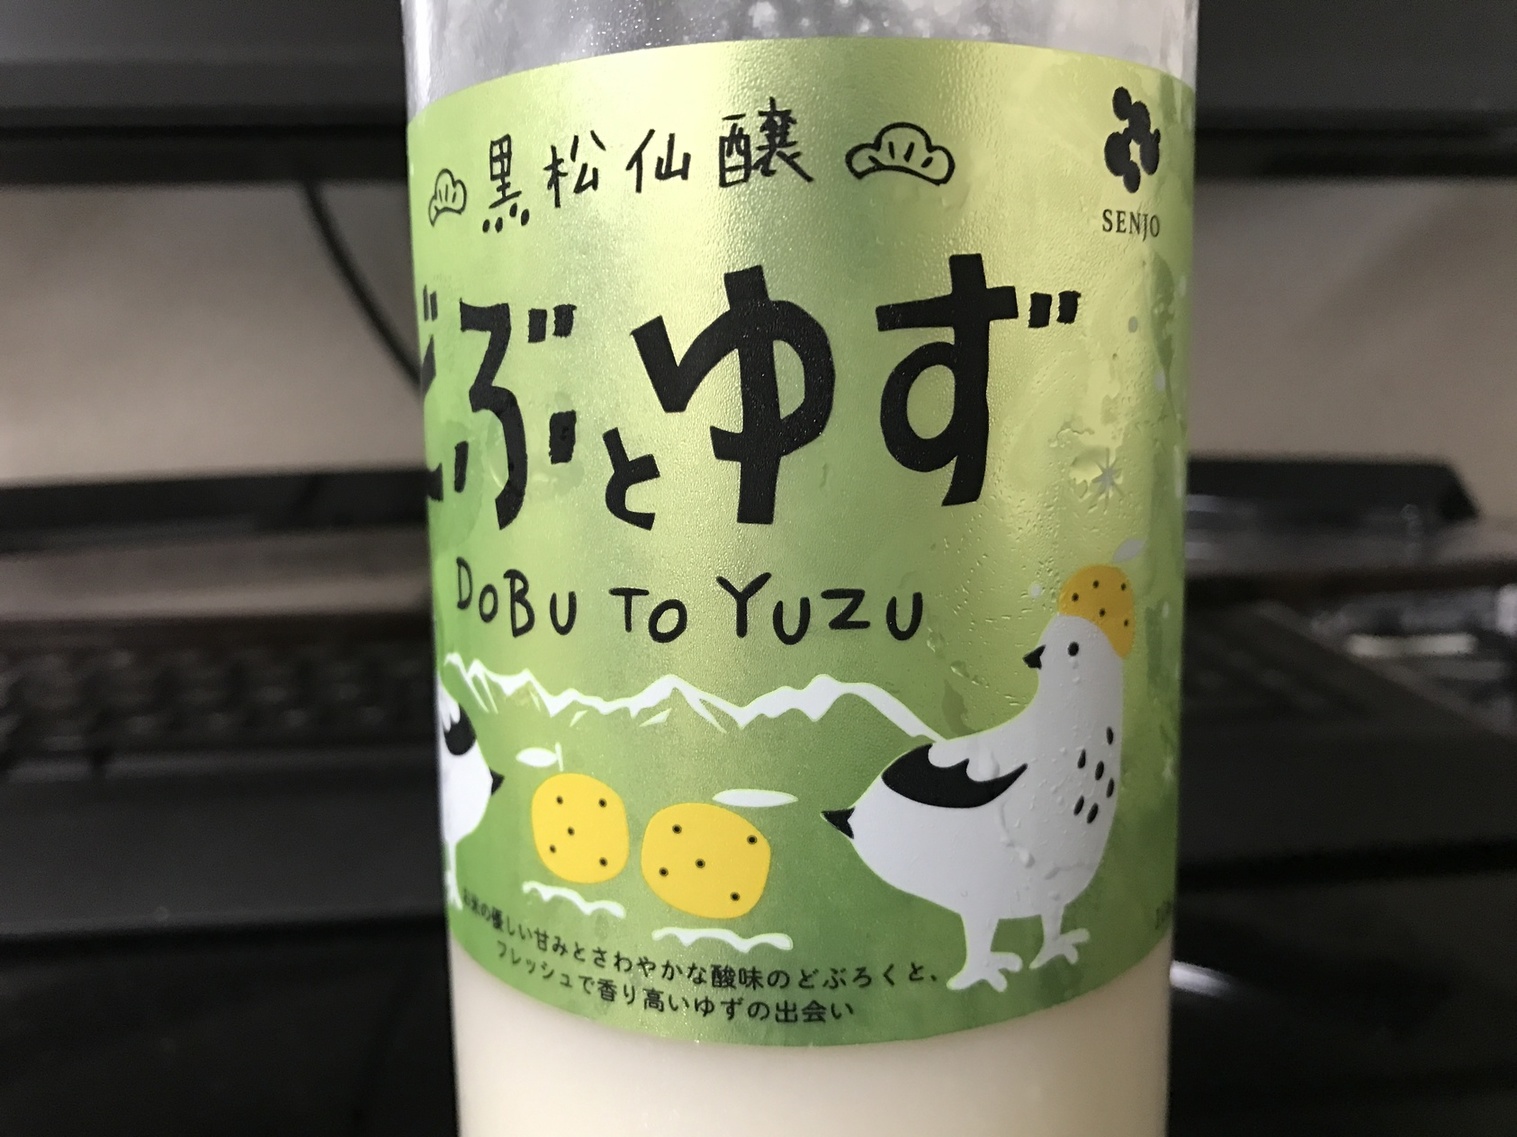 黒松仙醸
SENJO
どぶとゆず
DOBU TO YUZU
お米の優しい甘みとさわやかな酸味のどぶろくと、
フレッシュで香り高いゆずの出会い